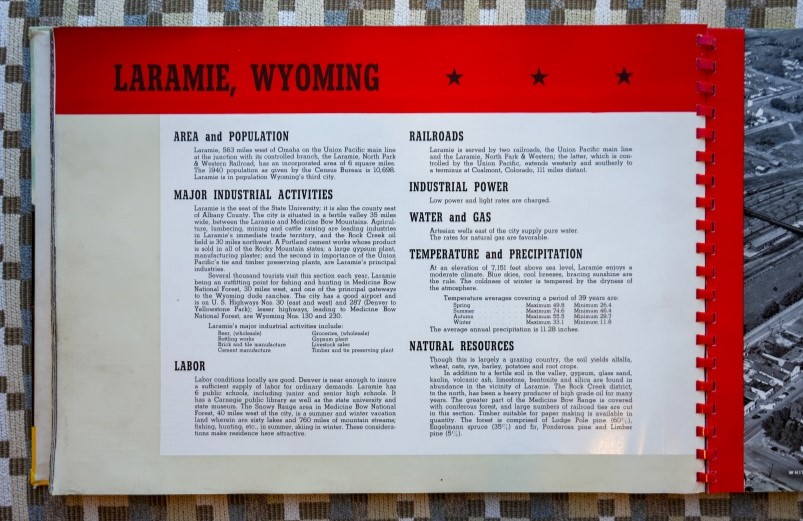 LARAMIE, WYOMING
AREA and POPULATION
Laramie, 563 miles west of Omaha on the Union Pacific main line
at the junction with its controlled branch, the Laramie, North Park
& Western Railroad, has an incorporated area of 6 square miles.
The 1940 population as given by the Census Bureau is 10,698.
Laramie is in population Wyoming's third city.
MAJOR INDUSTRIAL ACTIVITIES
Laramie is the seat of the State University; it is also the county seat
of Albany County. The city is situated in a fertile valley 35 miles
wide, between the Laramie and Medicine Bow Mountains. Agricul-
ture, lumbering, mining and cattle raising are leading industries
in Laramie's immediate trade territory, and the Rock Creek oil
field is 30 miles northwest. A Portland cement works whose product
is sold in all of the Rocky Mountain states; a large gypsum plant,
manufacturing plaster; and the second in importance of the Union
Pacific's tie and timber preserving plants, are Laramie's principal
industries.
Several thousand tourists visit this section each year, Laramie
being an outfitting point for fishing and hunting in Medicine Bow
National Forest, 30 miles west, and one of the principal gateways
to the Wyoming dude ranches. The city has a good airport and
is on U. S. Highways Nos. 30 (east and west) and 287 (Denver to
Yellowstone Park); lesser highways, leading to Medicine Bow
National Forest, are Wyoming Nos. 130 and 230.
Laramie's major industrial activities include:
Beer, (wholesale)
Bottling works
Brick and tile manufacture
Cement manufacture
Groceries, (wholesale)
Gypsum plant
Livestock sales
Timber and tie preserving plant
LABOR
Labor conditions locally are good. Denver is near enough to insure
a sufficient supply of labor for ordinary demands. Laramie has
6 public schools, including junior and senior high schools. It
has a Carnegie public library as well as the state university and
state museum. The Snowy Range area in Medicine Bow National
Forest, 40 miles west of the city, is a summer and winter vacation
land wherein are sixty lakes and 760 miles of mountain streams;
fishing, hunting, etc., in summer, skiing in winter. These considera-
tions make residence here attractive.
RAILROADS
Laramie is served by two railroads, the Union Pacific main line
and the Laramie, North Park & Western; the latter, which is con-
trolled by the Union Pacific, extends westerly and southerly to
a terminus at Coalmont, Colorado, 111 miles distant.
INDUSTRIAL POWER
Low power and light rates are charged.
WATER and GAS
Artesian wells east of the city supply pure water.
The rates for natural gas are favorable.
TEMPERATURE and PRECIPITATION
At an elevation of 7,151 feet above sea level, Laramie enjoys a
moderate climate. Blue skies, cool breezes, bracing sunshine are
the rule. The coldness of winter is tempered by the dryness of
the atmosphere.
Temperature averages covering a period of 39 years are:
Spring Maximum 49.8 Minimum 26.4
Summer Maximum 74.6 Minimum 46.4
Autumn Maximum 55.5 Minimum 29.7
Winter Maximum 33.1 Minimum 11.8
The average annual precipitation is 11.28 inches.
NATURAL RESOURCES
Though this is largely a grazing country, the soil yields alfalfa,
wheat, oats, rye, barley, potatoes and root crops.
In addition to a fertile soil in the valley, gypsum, glass sand,
kaolin, volcanic ash, limestone, bentonite and silica are found in
abundance in the vicinity of Laramie. The Rock Creek district,
to the north, has been a heavy producer of high grade oil for many
years. The greater part of the Medicine Bow Range is covered
with coniferous forest, and large numbers of railroad ties are cut
in this section. Timber suitable for paper making is available in
quantity. The forest is comprised of Lodge Pole pine (60%),
Engelmann spruce (35%) and fir, Ponderosa pine and Limber
pine (5%).
WHIT